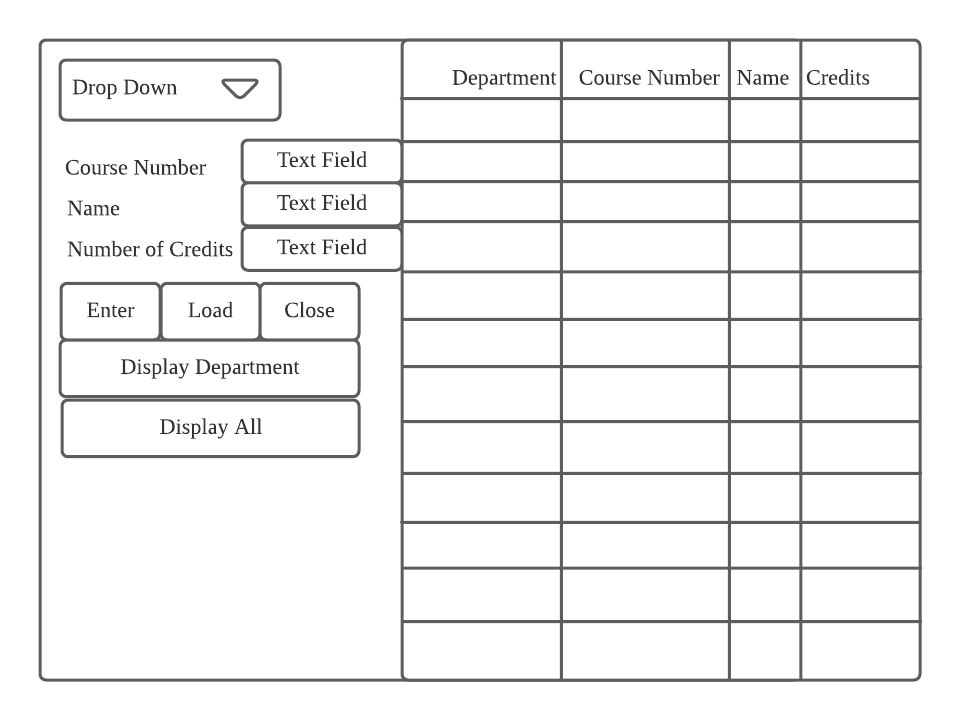 Drop Down
Course Number Text Field
Name Text Field
Number of Credits Text Field
Enter Load Close
Display Department
Display All
Department Course Number Name Credits